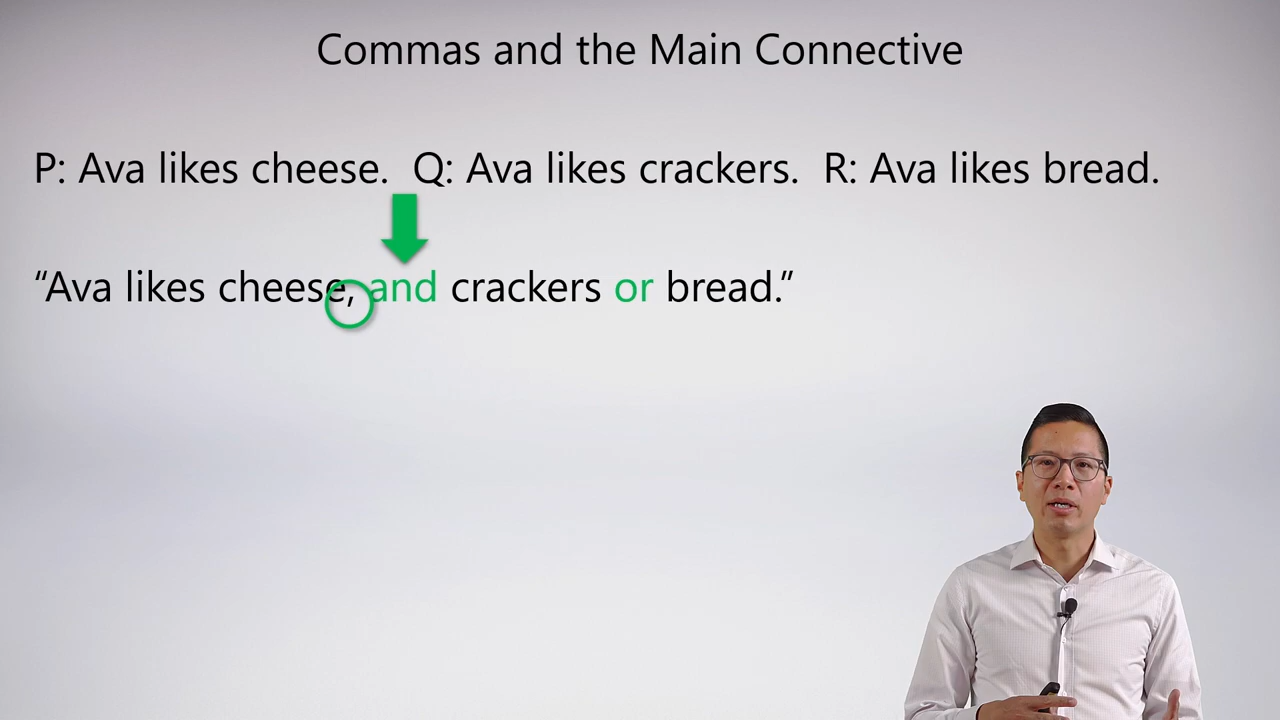 Commas and the Main Connective
P: Ava likes cheese. Q: Ava likes crackers. R: Ava likes bread.
“Ava likes cheese, and crackers or bread.”